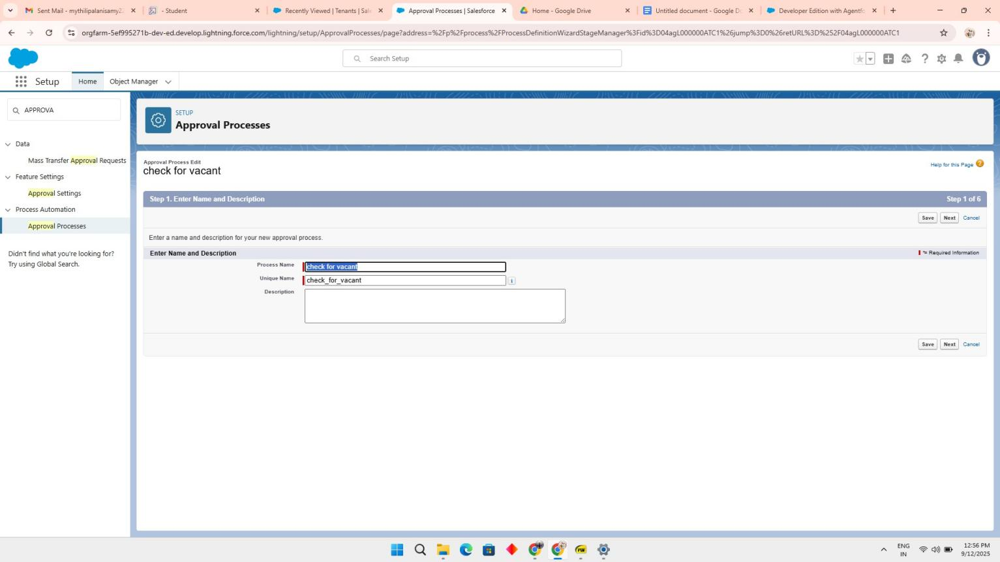 Sent Mail - mythilipalanisamy2
- Student
Recently Viewed | Tenants | Sale
Approval Processes | Salesforce
Home - Google Drive
Untitled document - Google Do
Developer Edition with Agentfo
orgfarm-5ef995271b-dev-ed.develop.lightning.force.com/lightning/setup/ApprovalProcesses/page?address=%2Fp%2Fprocess%2FProcessDefinitionWizardStageManager%3Fid%3D04agL000000ATC1%26jump%3D0%26retURL%3D%252F04agL000000ATC1
Search Setup
Setup
Home
Object Manager
APPROVA
SETUP
Approval Processes
Data
Mass Transfer Approval Requests
Feature Settings
Approval Settings
Process Automation
Approval Processes
Didn't find what you're looking for?
Try using Global Search.
Approval Process Edit
check for vacant
Help for this Page
Step 1. Enter Name and Description
Step 1 of 6
Save
Next
Cancel
Enter a name and description for your new approval process.
Enter Name and Description
= Required Information
Process Name
check for vacant
Unique Name
check_for_vacant
i
Description
Save
Next
Cancel
ENG
IN
12:56 PM
9/12/2025